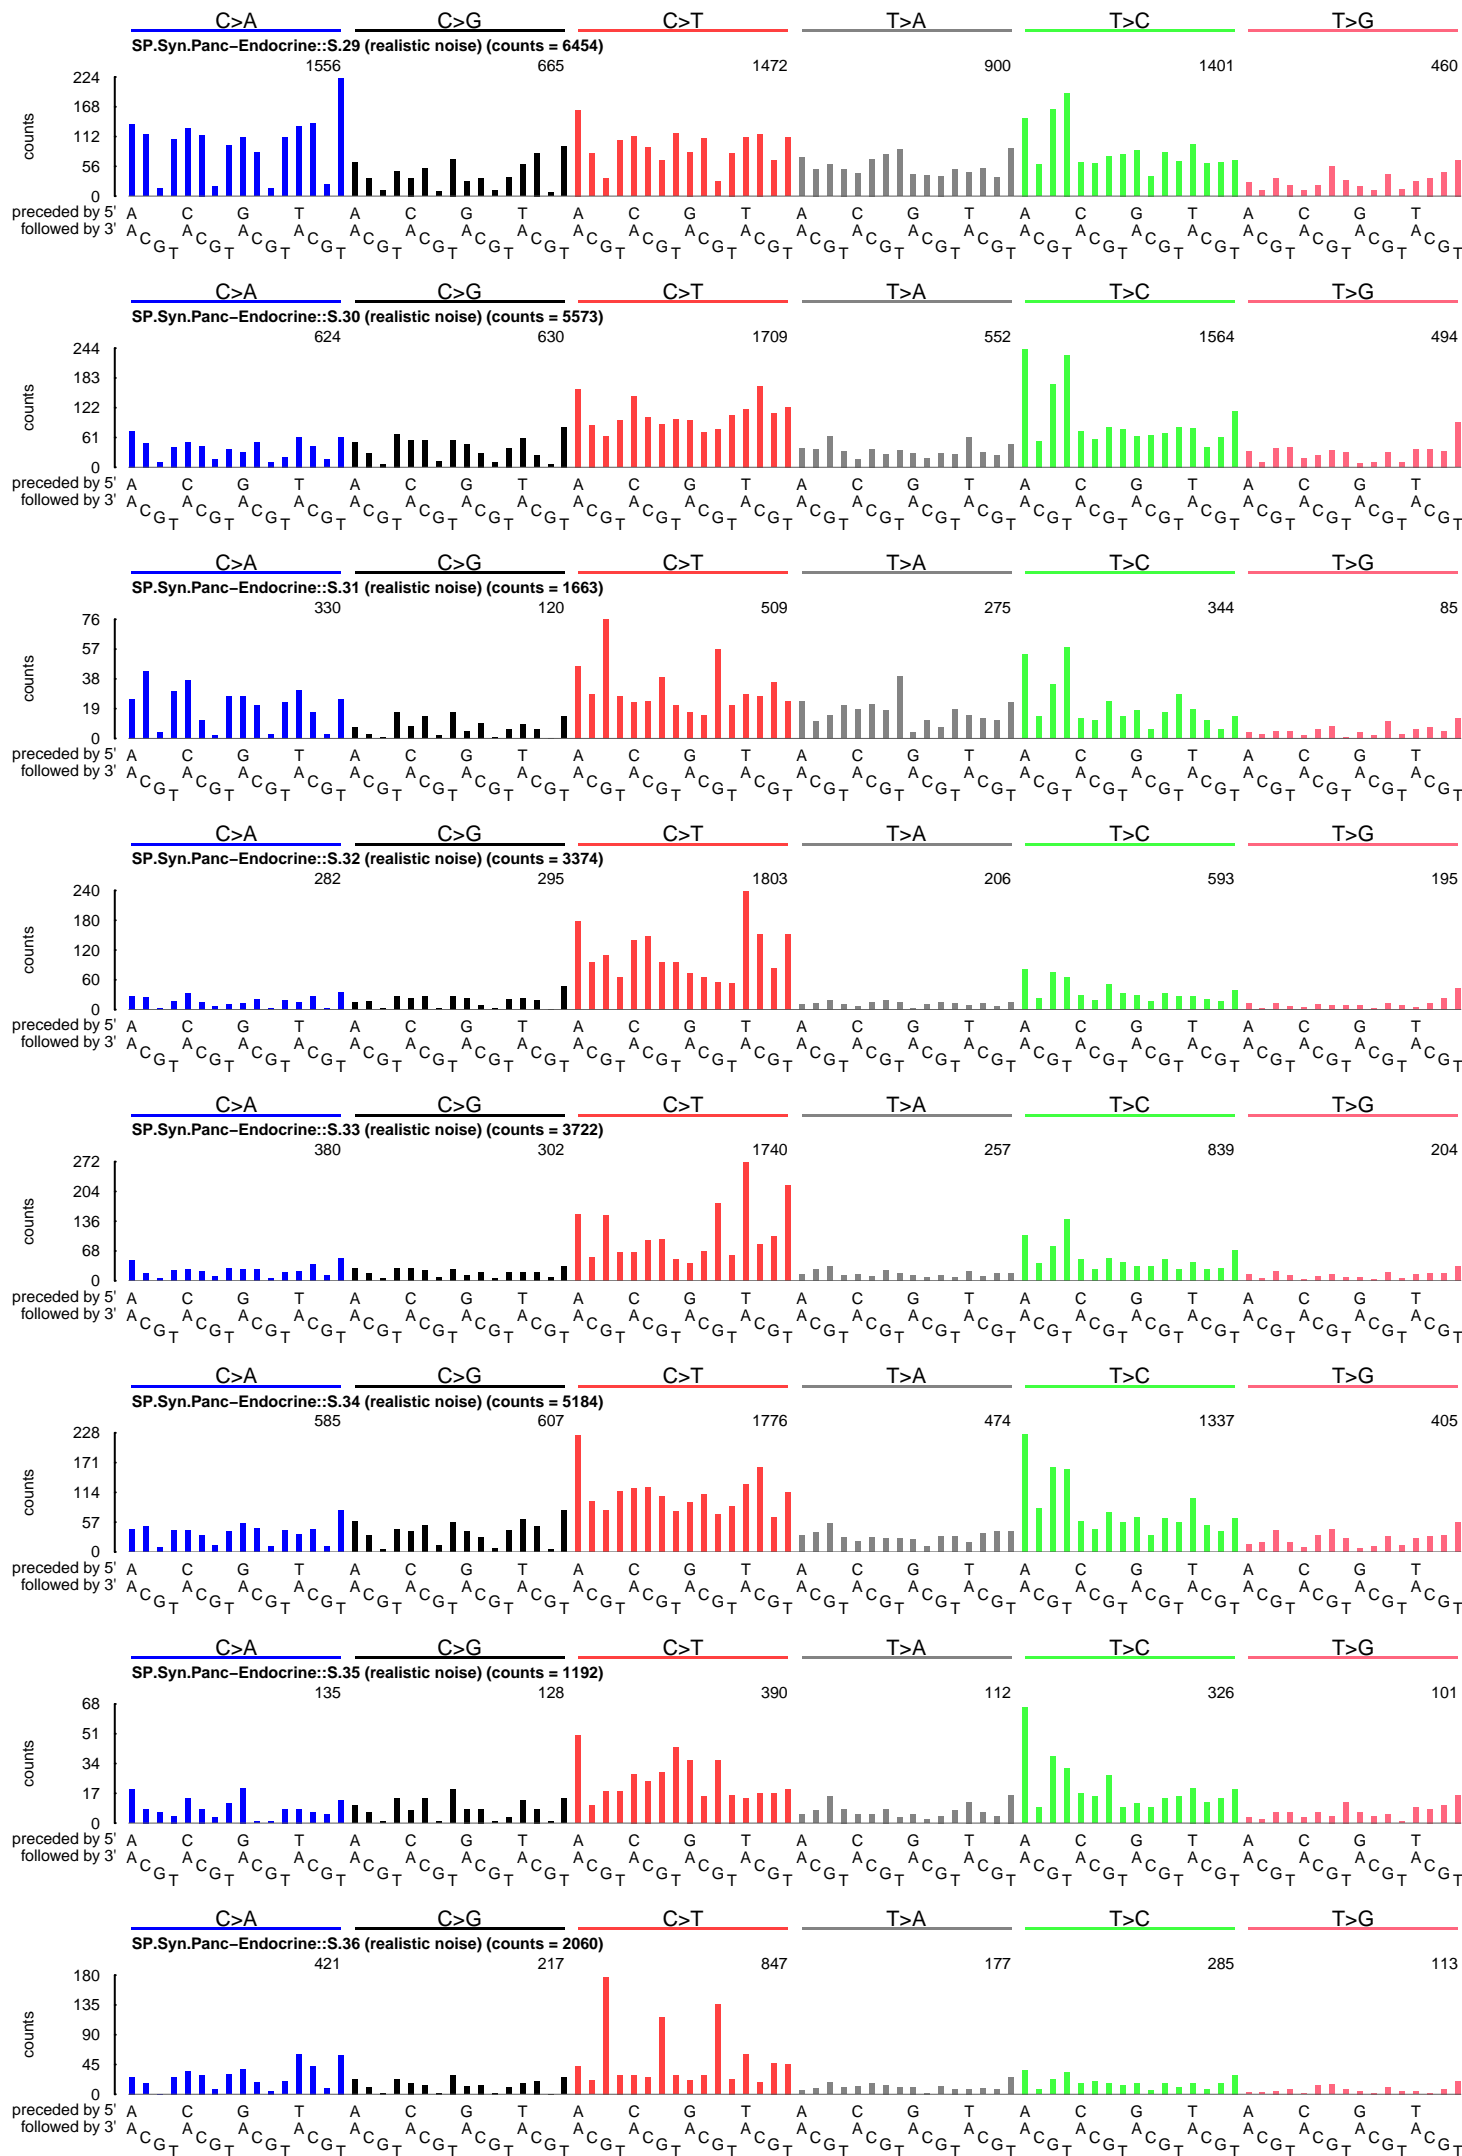 C>A C>G C>T T>A T>C T>G
SP.Syn.Panc−Endocrine::S.29 (realistic noise) (counts = 6454)
1556 665 1472 900 1401 460
224
168
112
56
0
counts
preceded by 5' A C G T A C G T A C G T A C G T A C G T A C G T
followed by 3' A C G T A C G T A C G T A C G T A C G T A C G T A C G T A C G T A C G T A C G T A C G T A C G T A C G T A C G T A C G T A C G T A C G T A C G T A C G T A C G T A C G T A C G T A C G T A C G T
C>A C>G C>T T>A T>C T>G
SP.Syn.Panc−Endocrine::S.30 (realistic noise) (counts = 5573)
624 630 1709 552 1564 494
244
183
122
61
0
counts
preceded by 5' A C G T A C G T A C G T A C G T A C G T A C G T
followed by 3' A C G T A C G T A C G T A C G T A C G T A C G T A C G T A C G T A C G T A C G T A C G T A C G T A C G T A C G T A C G T A C G T A C G T A C G T A C G T A C G T A C G T A C G T A C G T A C G T
C>A C>G C>T T>A T>C T>G
SP.Syn.Panc−Endocrine::S.31 (realistic noise) (counts = 1663)
330 120 509 275 344 85
76
57
38
19
0
counts
preceded by 5' A C G T A C G T A C G T A C G T A C G T A C G T
followed by 3' A C G T A C G T A C G T A C G T A C G T A C G T A C G T A C G T A C G T A C G T A C G T A C G T A C G T A C G T A C G T A C G T A C G T A C G T A C G T A C G T A C G T A C G T A C G T A C G T
C>A C>G C>T T>A T>C T>G
SP.Syn.Panc−Endocrine::S.32 (realistic noise) (counts = 3374)
282 295 1803 206 593 195
240
180
120
60
0
counts
preceded by 5' A C G T A C G T A C G T A C G T A C G T A C G T
followed by 3' A C G T A C G T A C G T A C G T A C G T A C G T A C G T A C G T A C G T A C G T A C G T A C G T A C G T A C G T A C G T A C G T A C G T A C G T A C G T A C G T A C G T A C G T A C G T A C G T
C>A C>G C>T T>A T>C T>G
SP.Syn.Panc−Endocrine::S.33 (realistic noise) (counts = 3722)
380 302 1740 257 839 204
272
204
136
68
0
counts
preceded by 5' A C G T A C G T A C G T A C G T A C G T A C G T
followed by 3' A C G T A C G T A C G T A C G T A C G T A C G T A C G T A C G T A C G T A C G T A C G T A C G T A C G T A C G T A C G T A C G T A C G T A C G T A C G T A C G T A C G T A C G T A C G T A C G T
C>A C>G C>T T>A T>C T>G
SP.Syn.Panc−Endocrine::S.34 (realistic noise) (counts = 5184)
585 607 1776 474 1337 405
228
171
114
57
0
counts
preceded by 5' A C G T A C G T A C G T A C G T A C G T A C G T
followed by 3' A C G T A C G T A C G T A C G T A C G T A C G T A C G T A C G T A C G T A C G T A C G T A C G T A C G T A C G T A C G T A C G T A C G T A C G T A C G T A C G T A C G T A C G T A C G T A C G T
C>A C>G C>T T>A T>C T>G
SP.Syn.Panc−Endocrine::S.35 (realistic noise) (counts = 1192)
135 128 390 112 326 101
68
51
34
17
0
counts
preceded by 5' A C G T A C G T A C G T A C G T A C G T A C G T
followed by 3' A C G T A C G T A C G T A C G T A C G T A C G T A C G T A C G T A C G T A C G T A C G T A C G T A C G T A C G T A C G T A C G T A C G T A C G T A C G T A C G T A C G T A C G T A C G T A C G T
C>A C>G C>T T>A T>C T>G
SP.Syn.Panc−Endocrine::S.36 (realistic noise) (counts = 2060)
421 217 847 177 285 113
180
135
90
45
0
counts
preceded by 5' A C G T A C G T A C G T A C G T A C G T A C G T
followed by 3' A C G T A C G T A C G T A C G T A C G T A C G T A C G T A C G T A C G T A C G T A C G T A C G T A C G T A C G T A C G T A C G T A C G T A C G T A C G T A C G T A C G T A C G T A C G T A C G T